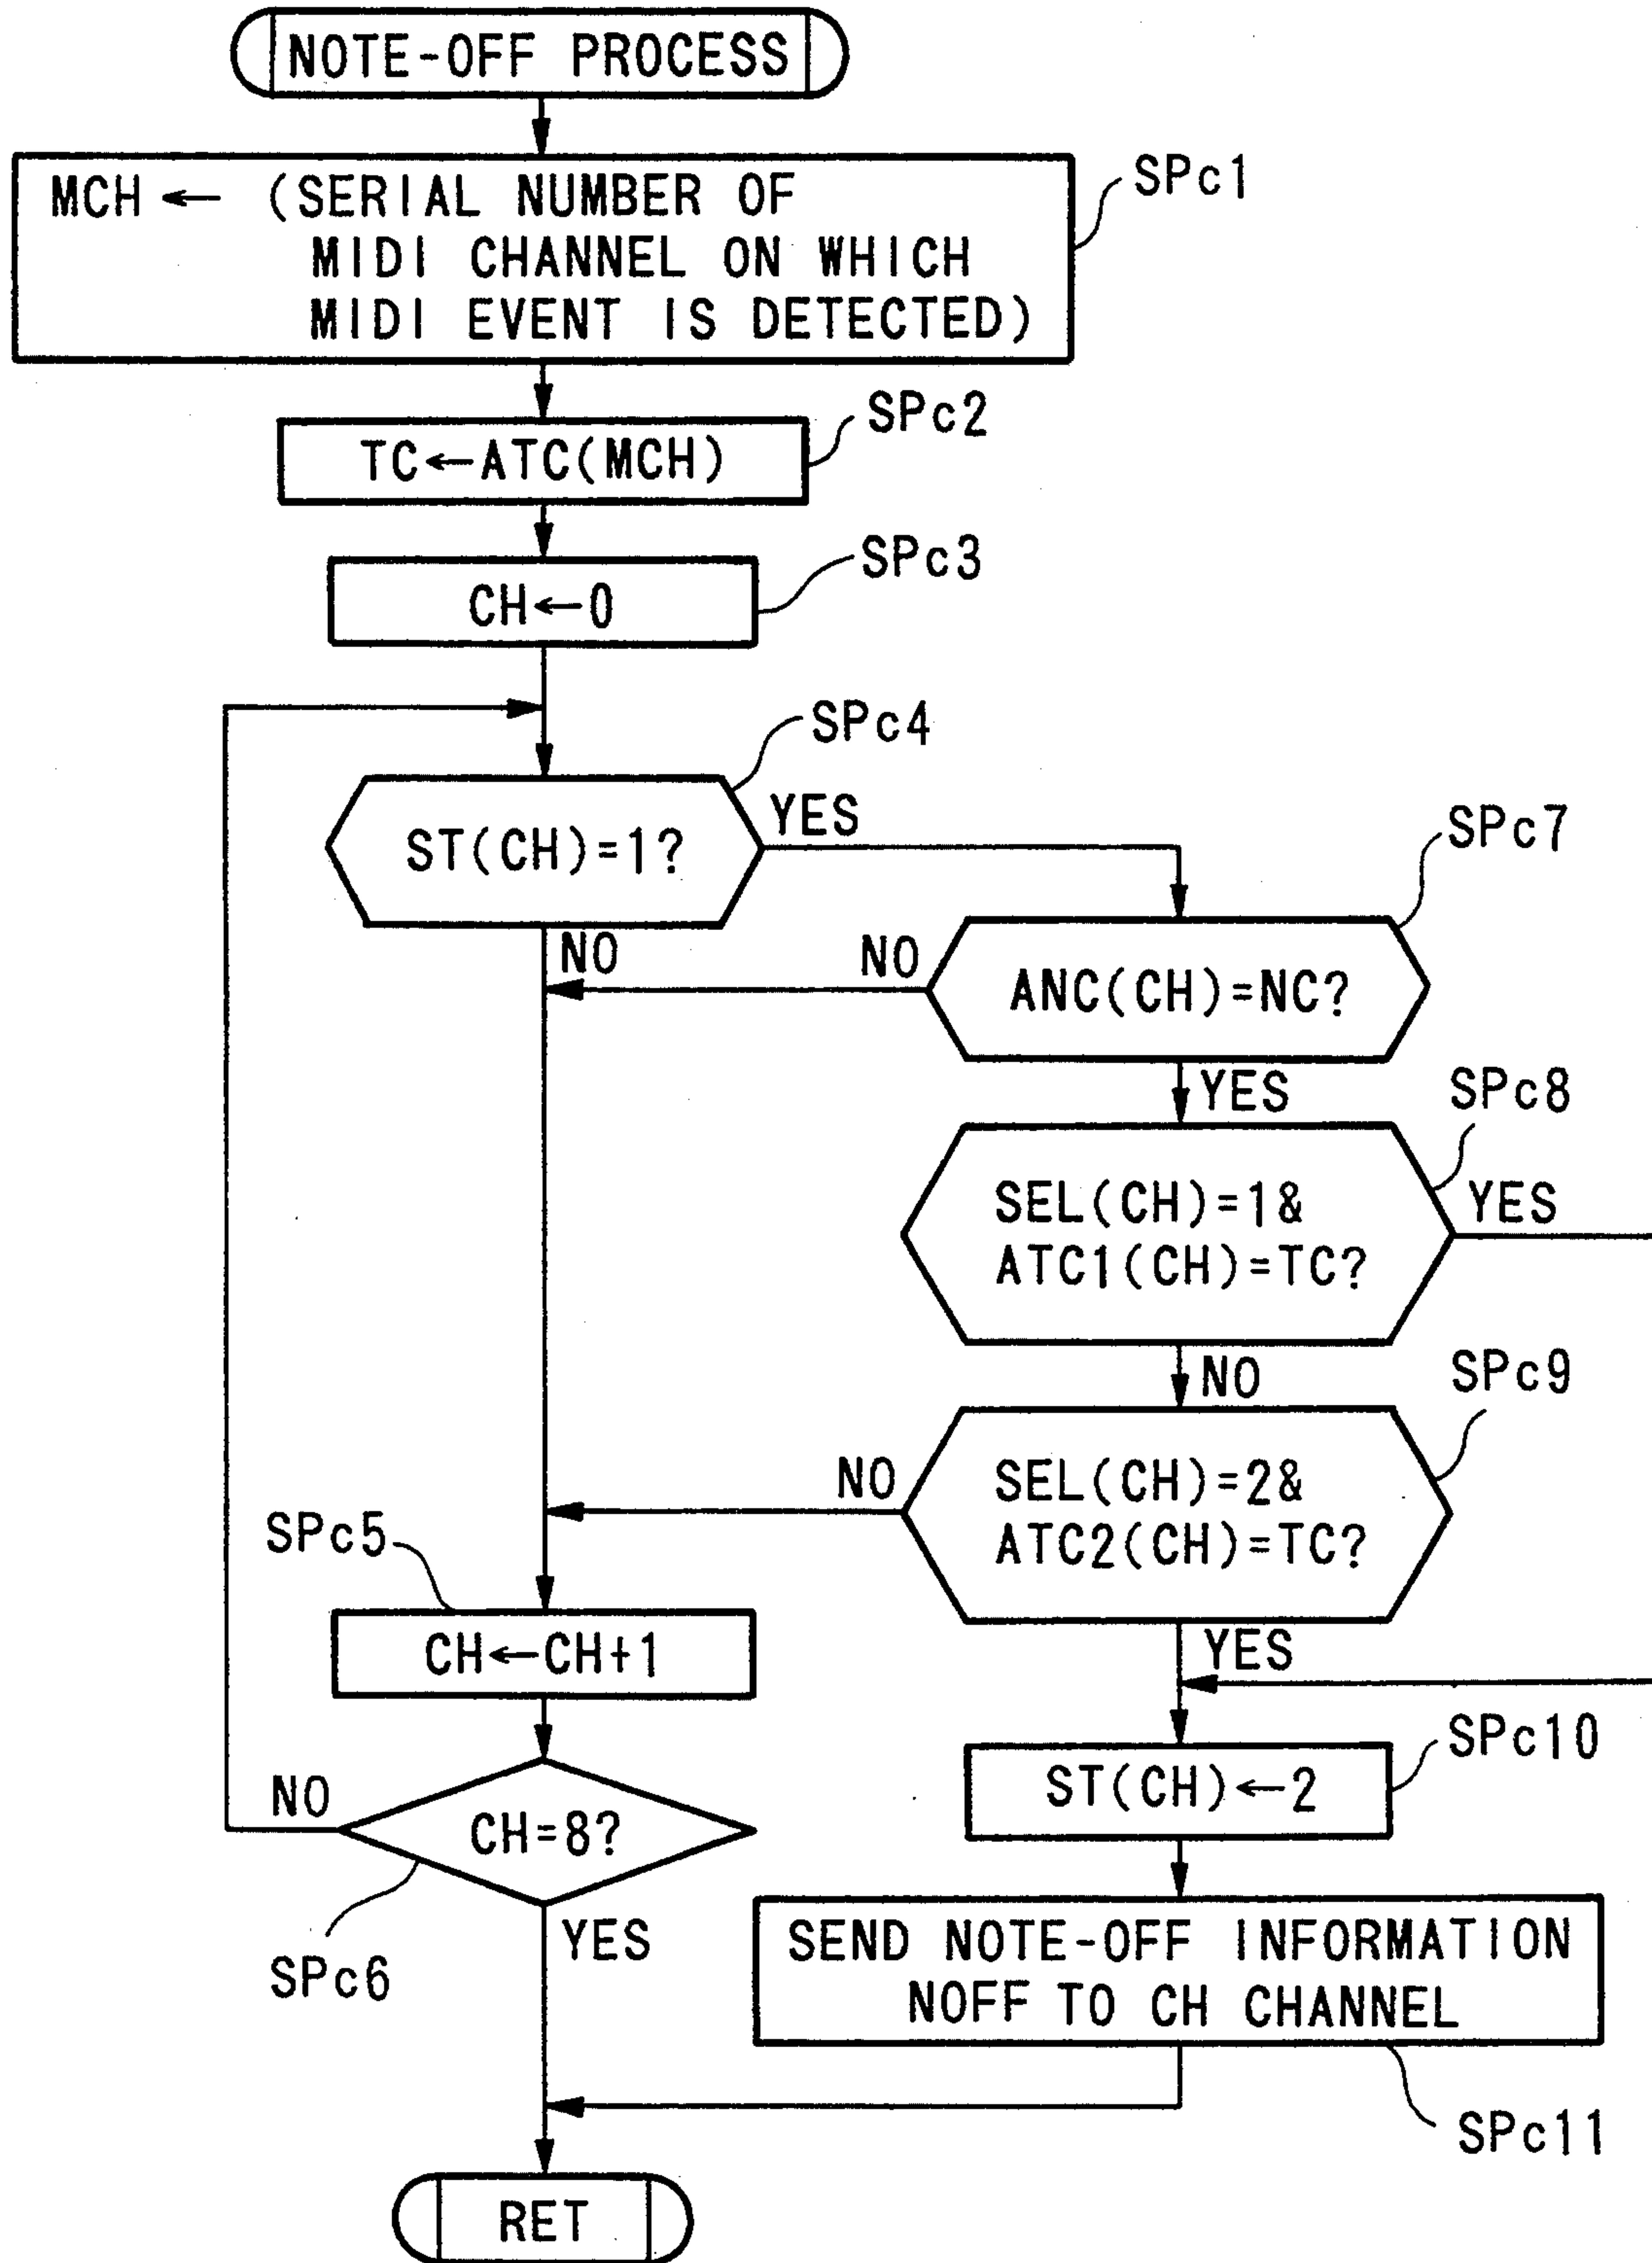 NOTE-OFF PROCESS
MCH ← (SERIAL NUMBER OF
MIDI CHANNEL ON WHICH
MIDI EVENT IS DETECTED)
SPc1
TC←ATC(MCH)
SPc2
CH←0
SPc3
ST(CH)=1?
SPc4
YES
NO
ANC(CH)=NC?
SPc7
NO
YES
SEL(CH)=1&
ATC1(CH)=TC?
SPc8
YES
NO
SEL(CH)=2&
ATC2(CH)=TC?
SPc9
NO
YES
SPc5
CH←CH+1
CH=8?
SPc6
NO
YES
ST(CH)←2
SPc10
SEND NOTE-OFF INFORMATION
NOFF TO CH CHANNEL
SPc11
RET